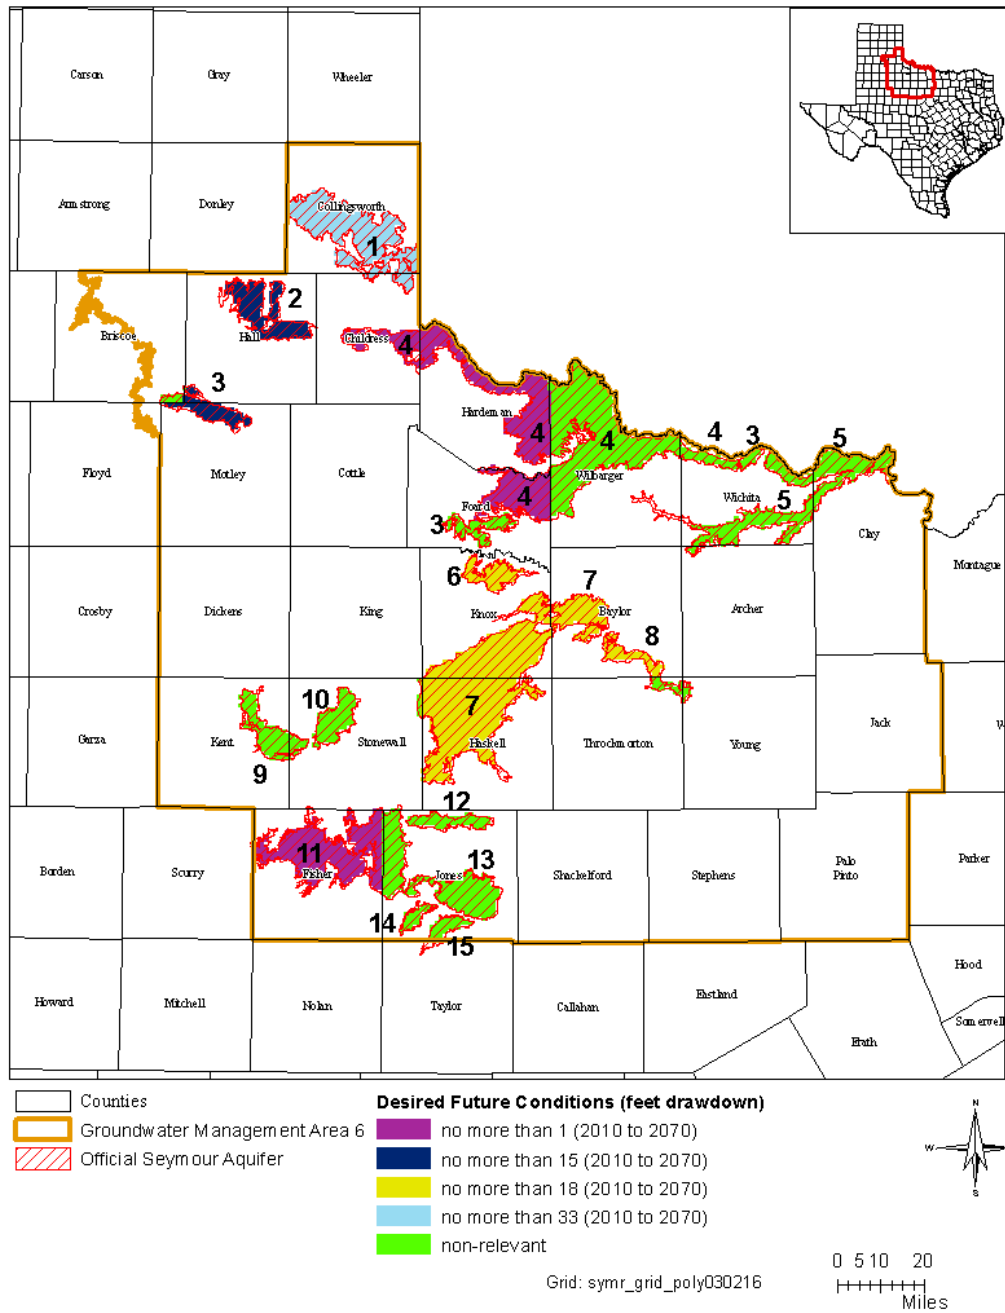 Carson
Gray
Wheeler
Armstrong
Donley
Collingsworth
1
2
Briscoe
Hall
Childress
4
3
Hardeman
4
4
4
3
5
Floyd
Motley
Cottle
Wilbarger
Wichita
5
4
Foard
3
Clay
Montague
6
7
Crosby
Dickens
King
Knox
Baylor
Archer
8
10
7
Garza
Kent
Stonewall
Haskell
Throckmorton
Young
Jack
9
12
11
13
Borden
Scurry
Fisher
Jones
Shackelford
Stephens
Palo
Pinto
Parker
14
15
Howard
Mitchell
Nolan
Taylor
Callahan
Eastland
Erath
Hood
Somervell
Counties
Groundwater Management Area 6
Official Seymour Aquifer
Desired Future Conditions (feet drawdown)
no more than 1 (2010 to 2070)
no more than 15 (2010 to 2070)
no more than 18 (2010 to 2070)
no more than 33 (2010 to 2070)
non-relevant
Grid: symr_grid_poly030216
N
W
E
S
0 5 10 20
Miles